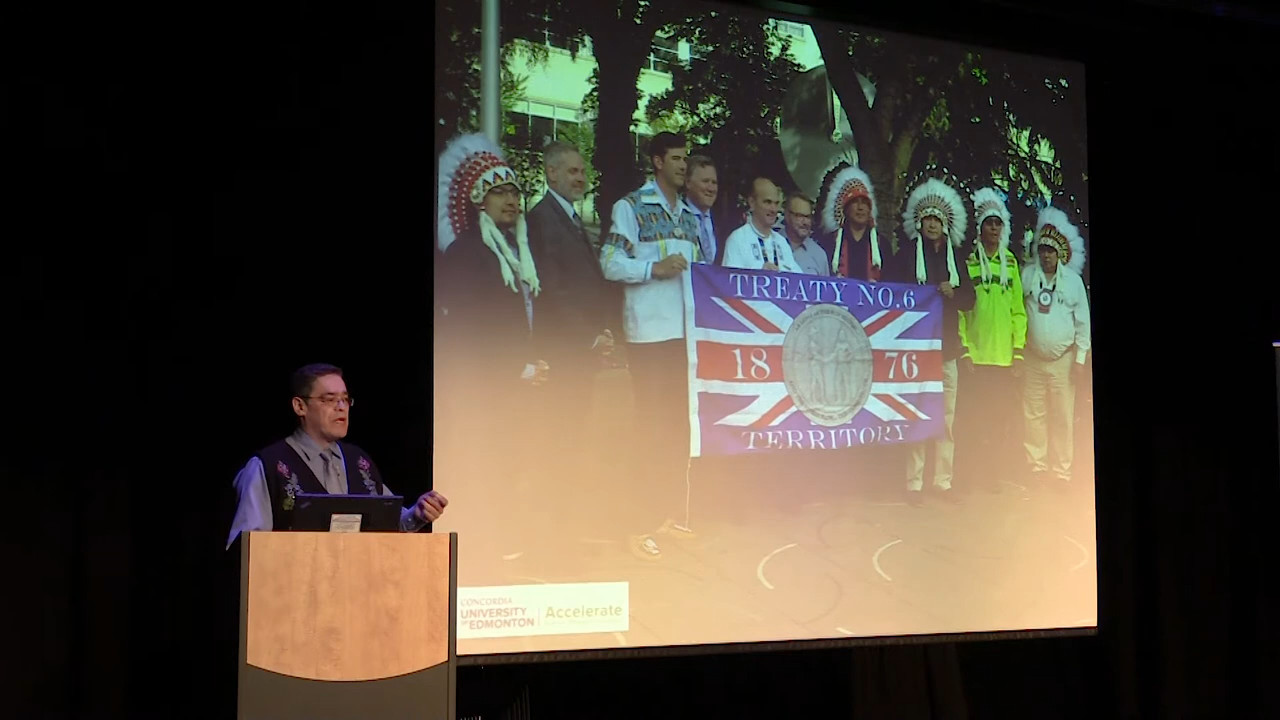 TREATY NO.6
18 76
TERRITORY
CONCORDIA
UNIVERSITY
OF EDMONTON
Accelerate